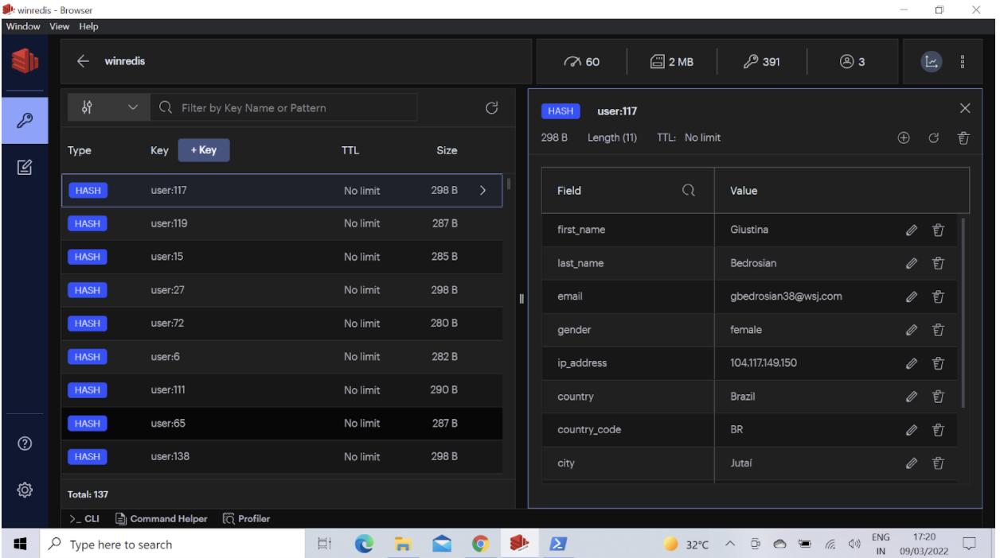 winredis - Browser
Window View Help
winredis
60 2 MB 391 3
Filter by Key Name or Pattern
Type Key + Key TTL Size
HASH user:117 No limit 298 B
HASH user:119 No limit 287 B
HASH user:15 No limit 285 B
HASH user:27 No limit 298 B
HASH user:72 No limit 280 B
HASH user:6 No limit 282 B
HASH user:111 No limit 290 B
HASH user:65 No limit 287 B
HASH user:138 No limit 298 B
Total: 137
HASH user:117
298 B Length (11) TTL: No limit
Field Value
first_name Giustina
last_name Bedrosian
email gbedrosian38@wsj.com
gender female
ip_address 104.117.149.150
country Brazil
country_code BR
city Jutaí
>_ CLI Command Helper Profiler
Type here to search
32°C
ENG
IN
17:20
09/03/2022